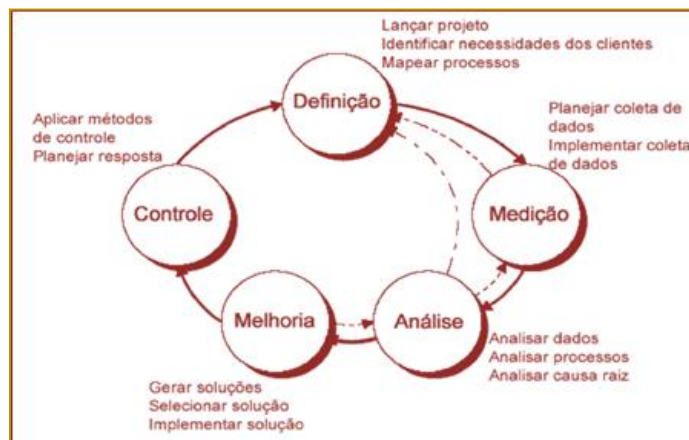 Lançar projeto
Identificar necessidades dos clientes
Mapear processos
Definição
Aplicar métodos
de controle
Planejar resposta
Planejar coleta de
dados
Implementar coleta
de dados
Controle
Medição
Melhoria
Análise
Analisar dados
Analisar processos
Analisar causa raiz
Gerar soluções
Selecionar solução
Implementar solução